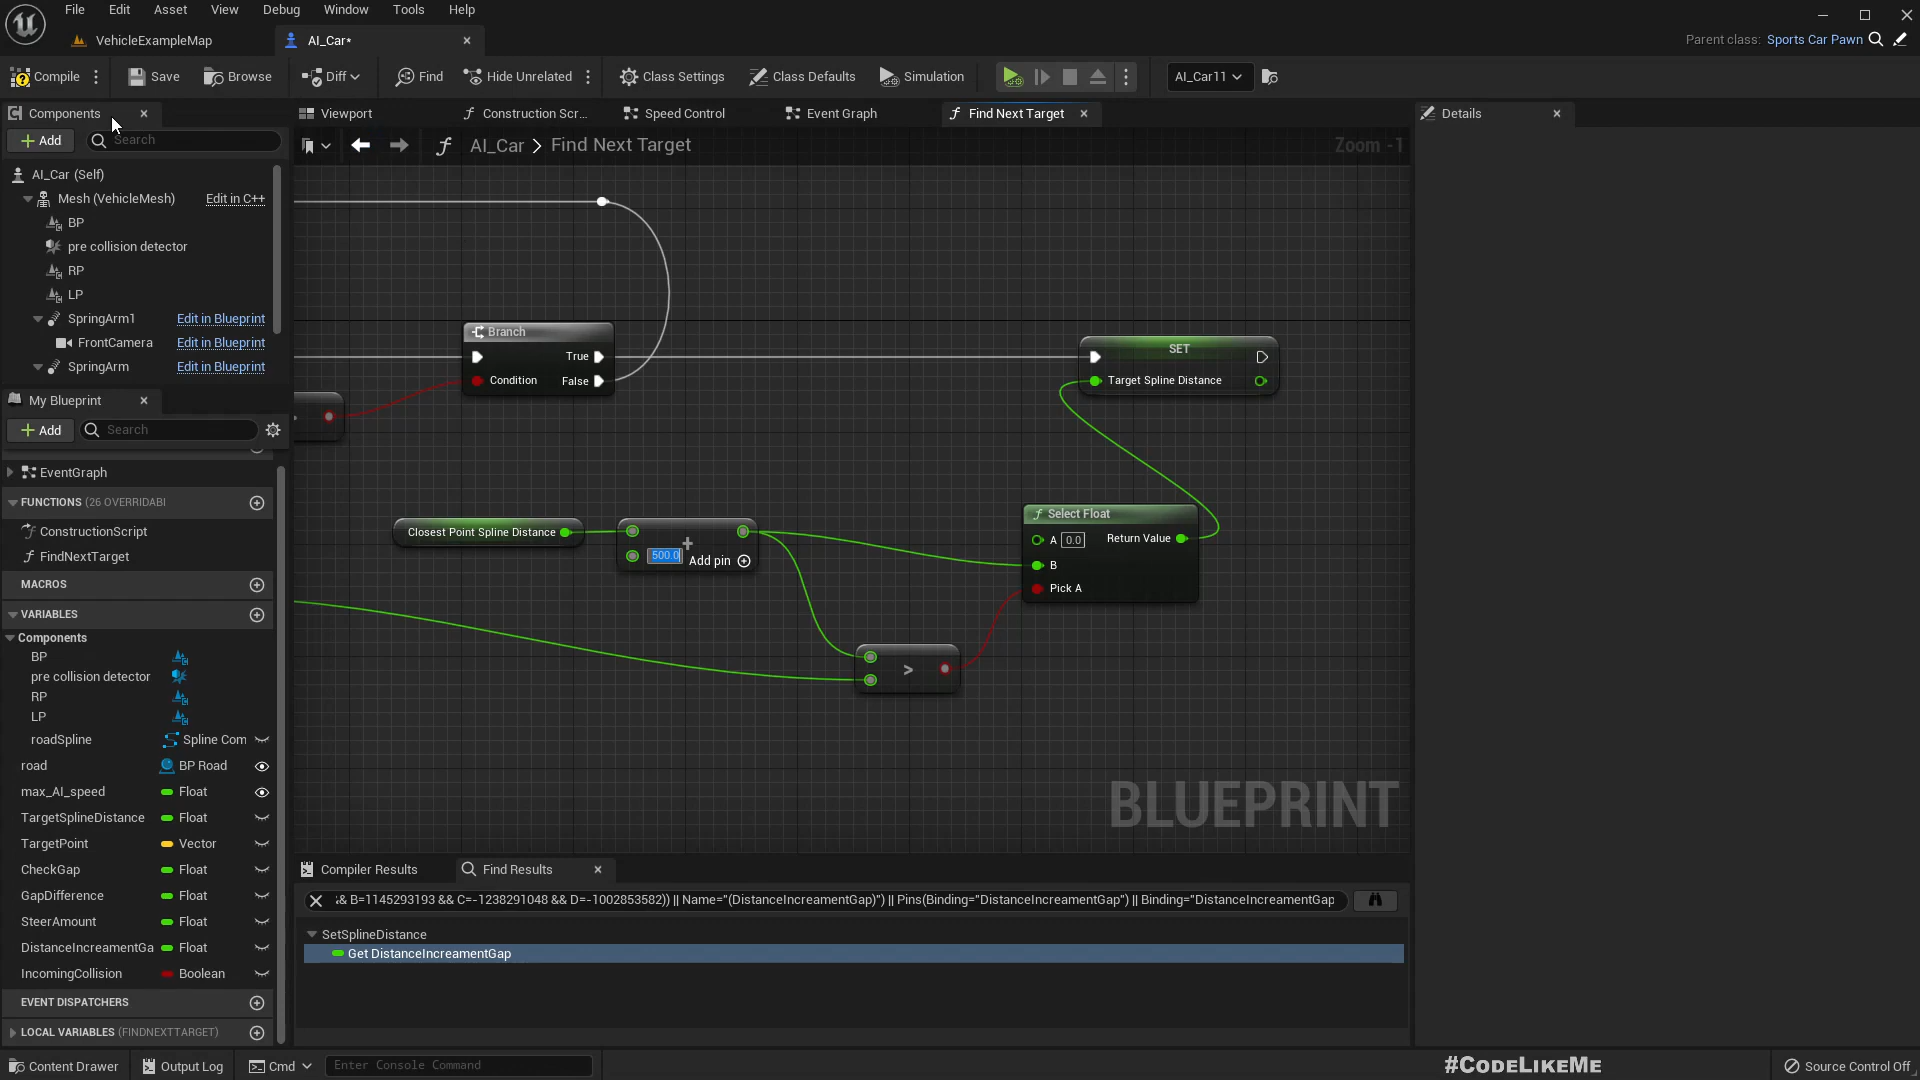 File Edit Asset View Debug Window Tools Help
VehicleExampleMap
AI_Car*
Parent class: Sports Car Pawn
Compile Save Browse Diff Find Hide Unrelated Class Settings Class Defaults Simulation AI_Car11
Components
Add Search
AI_Car (Self)
Mesh (VehicleMesh) Edit in C++
BP
pre collision detector
RP
LP
SpringArm1 Edit in Blueprint
FrontCamera Edit in Blueprint
SpringArm Edit in Blueprint
My Blueprint
Add Search
EventGraph
FUNCTIONS (26 OVERRIDABI
ConstructionScript
FindNextTarget
MACROS
VARIABLES
Components
BP
pre collision detector
RP
LP
roadSpline Spline Com
road BP Road
max_AI_speed Float
TargetSplineDistance Float
TargetPoint Vector
CheckGap Float
GapDifference Float
SteerAmount Float
DistanceIncreamentGa Float
IncomingCollision Boolean
EVENT DISPATCHERS
LOCAL VARIABLES (FINDNEXTTARGET)
Viewport Construction Scr... Speed Control Event Graph Find Next Target
AI_Car > Find Next Target
Zoom -1
Branch
True
Condition False
SET
Target Spline Distance
Closest Point Spline Distance
500.0 Add pin
Select Float
A 0.0 Return Value
B
Pick A
>
BLUEPRINT
Compiler Results Find Results
& B=1145293193 && C=-1238291048 && D=-1002853582)) || Name="(DistanceIncreamentGap)") || Pins(Binding="DistanceIncreamentGap") || Binding="DistanceIncreamentGap
SetSplineDistance
Get DistanceIncreamentGap
Details
Content Drawer Output Log Cmd Enter Console Command
#CODELIKEME
Source Control Off